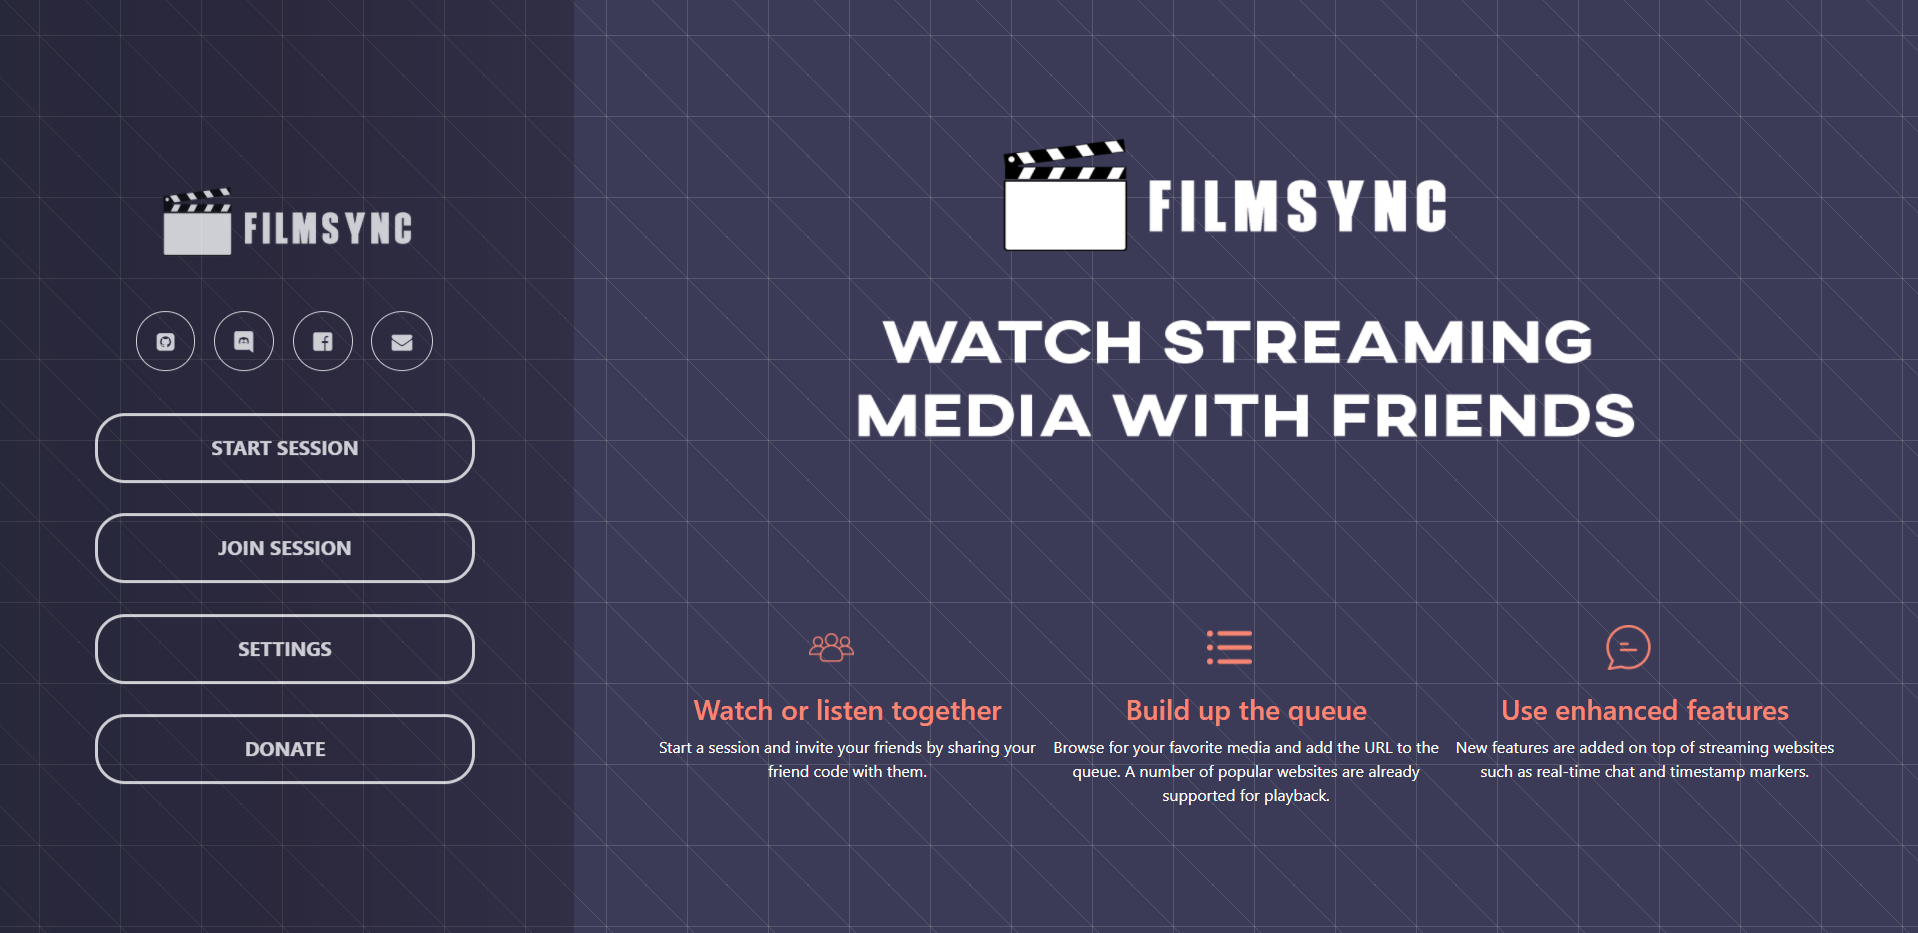 FILMSYNC
START SESSION
JOIN SESSION
SETTINGS
DONATE
FILMSYNC
WATCH STREAMING
MEDIA WITH FRIENDS
Watch or listen together
Start a session and invite your friends by sharing your
friend code with them.
Build up the queue
Browse for your favorite media and add the URL to the
queue. A number of popular websites are already
supported for playback.
Use enhanced features
New features are added on top of streaming websites
such as real-time chat and timestamp markers.